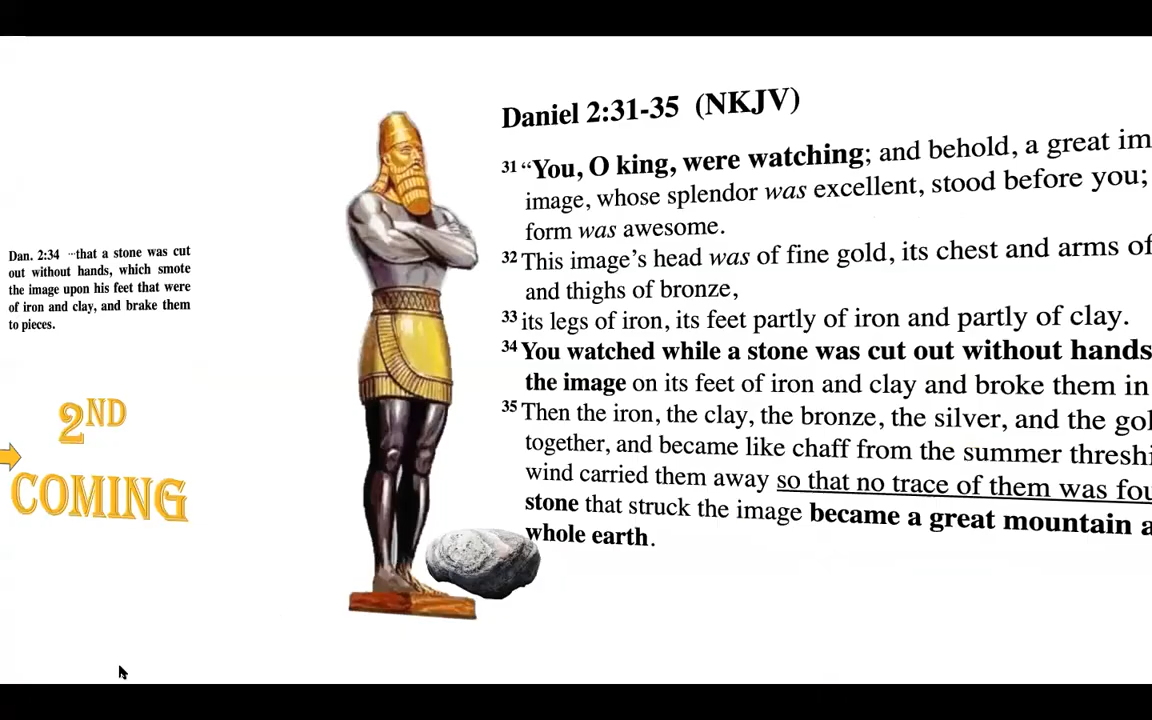 Dan. 2:34 ···that a stone was cut
out without hands, which smote
the image upon his feet that were
of iron and clay, and brake them
to pieces.
2ND
COMING
Daniel 2:31-35 (NKJV)
31 “You, O king, were watching; and behold, a great im
image, whose splendor was excellent, stood before you;
form was awesome.
32 This image’s head was of fine gold, its chest and arms of
and thighs of bronze,
33 its legs of iron, its feet partly of iron and partly of clay.
34 You watched while a stone was cut out without hands
the image on its feet of iron and clay and broke them in
35 Then the iron, the clay, the bronze, the silver, and the gol
together, and became like chaff from the summer threshi
wind carried them away so that no trace of them was fou
stone that struck the image became a great mountain a
whole earth.